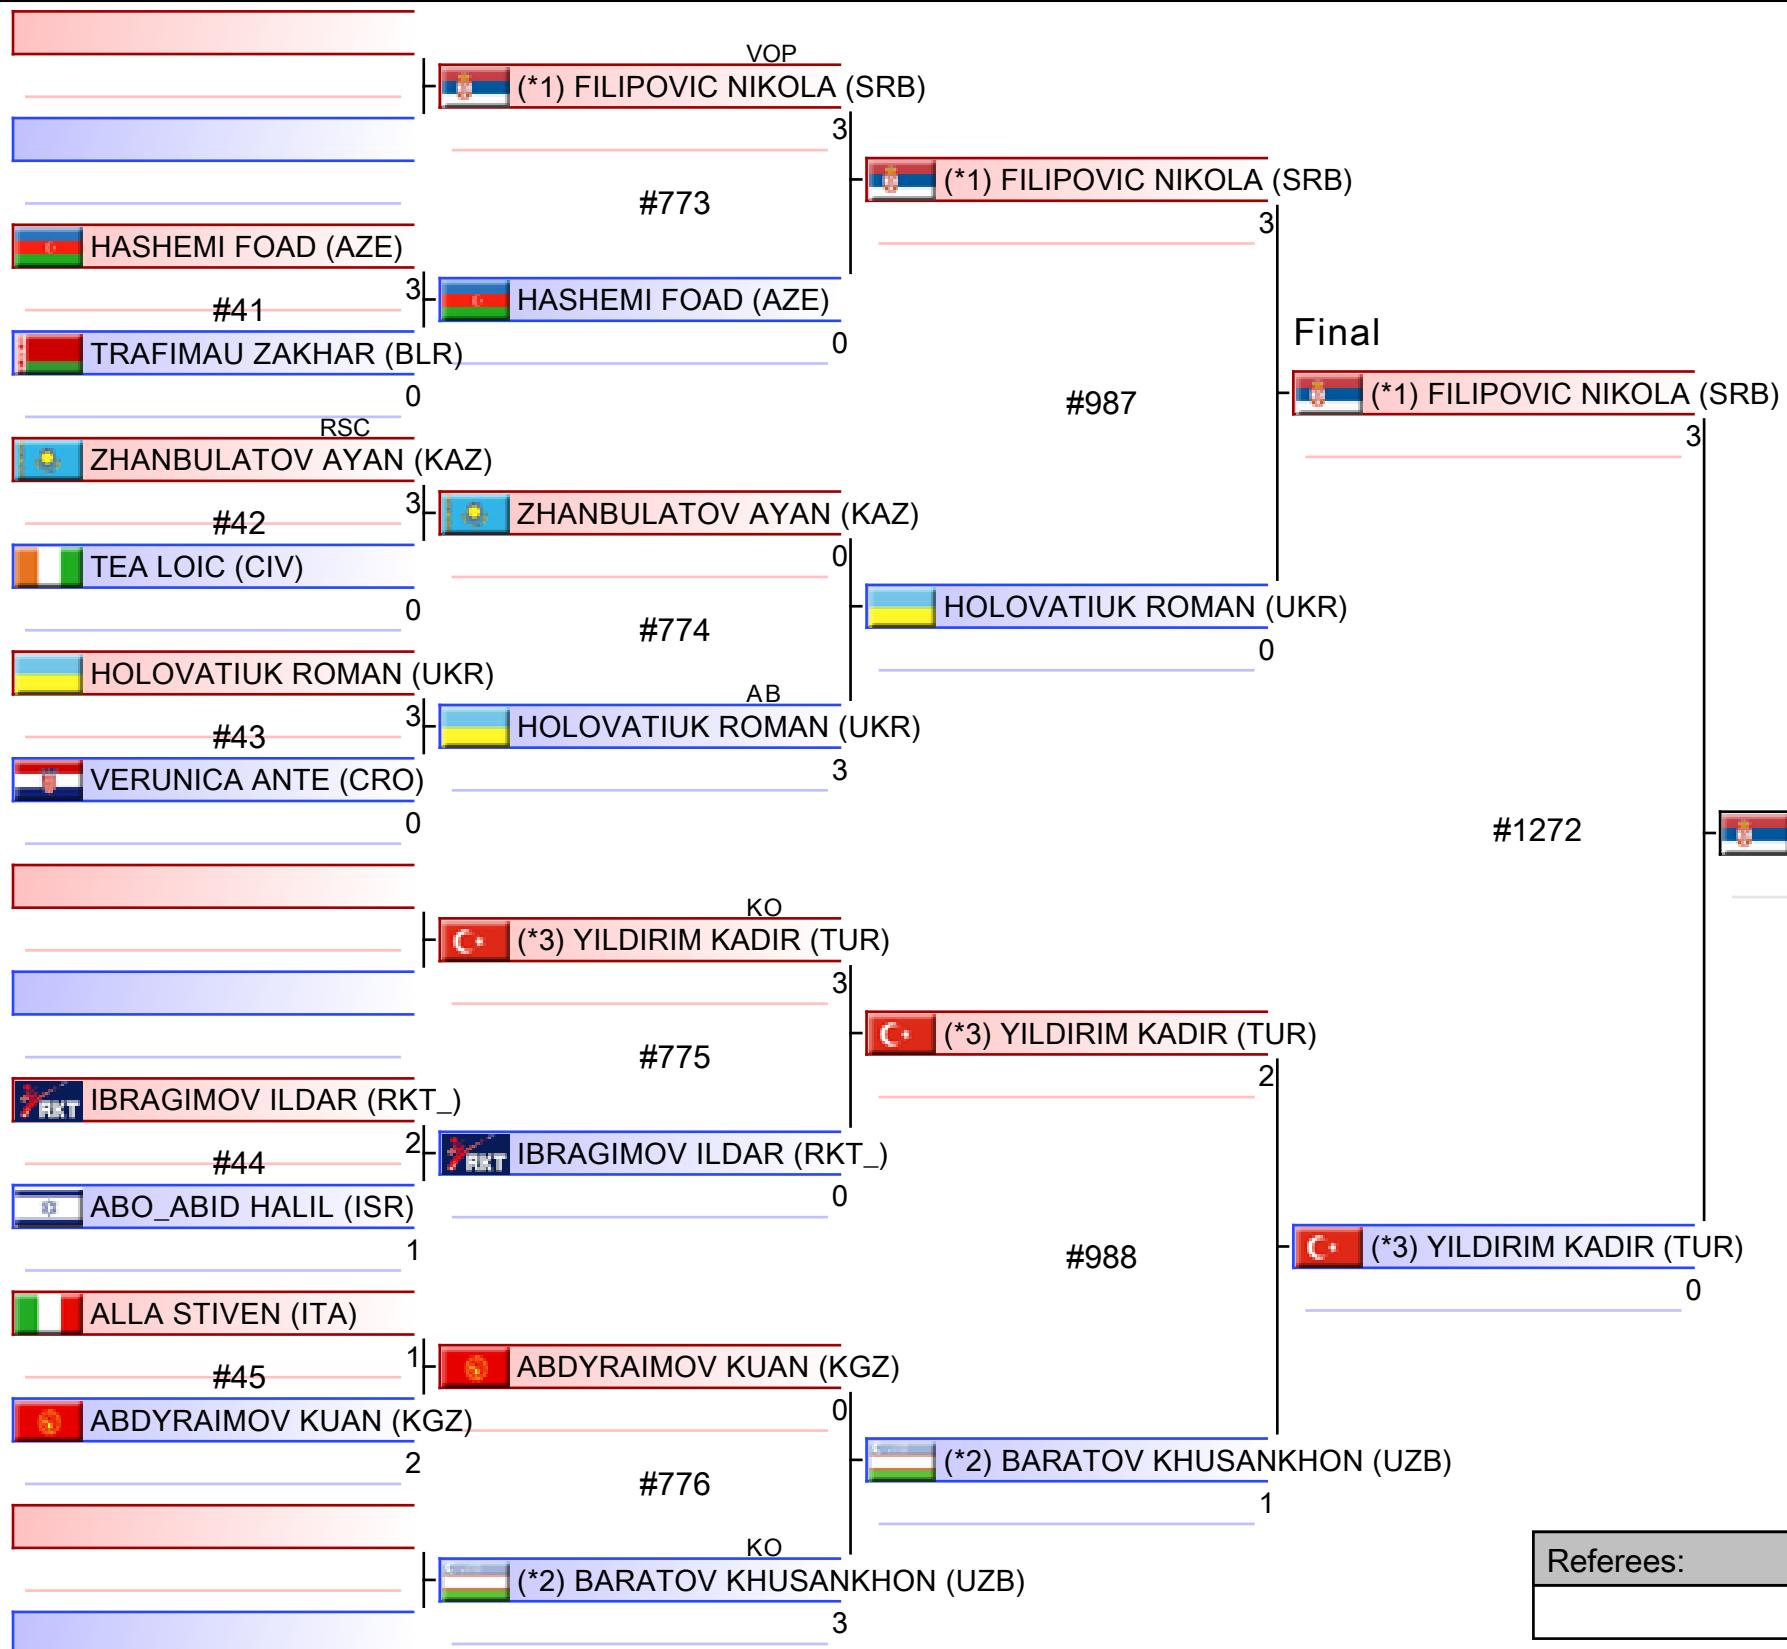 VOP
(*1) FILIPOVIC NIKOLA (SRB)
3
(*1) FILIPOVIC NIKOLA (SRB)
#773
3
HASHEMI FOAD (AZE)
3
#41
HASHEMI FOAD (AZE)
0
Final
TRAFIMAU ZAKHAR (BLR)
0
#987
(*1) FILIPOVIC NIKOLA (SRB)
3
RSC
ZHANBULATOV AYAN (KAZ)
3
#42
ZHANBULATOV AYAN (KAZ)
0
TEA LOIC (CIV)
0
#774
HOLOVATIUK ROMAN (UKR)
0
HOLOVATIUK ROMAN (UKR)
3
#43
AB
HOLOVATIUK ROMAN (UKR)
3
VERUNICA ANTE (CRO)
0
#1272
KO
(*3) YILDIRIM KADIR (TUR)
3
#775
(*3) YILDIRIM KADIR (TUR)
2
IBRAGIMOV ILDAR (RKT_)
2
#44
IBRAGIMOV ILDAR (RKT_)
0
ABO_ABID HALIL (ISR)
1
#988
(*3) YILDIRIM KADIR (TUR)
0
ALLA STIVEN (ITA)
1
#45
ABDYRAIMOV KUAN (KGZ)
0
ABDYRAIMOV KUAN (KGZ)
2
#776
(*2) BARATOV KHUSANKHON (UZB)
1
KO
(*2) BARATOV KHUSANKHON (UZB)
3
Referees: